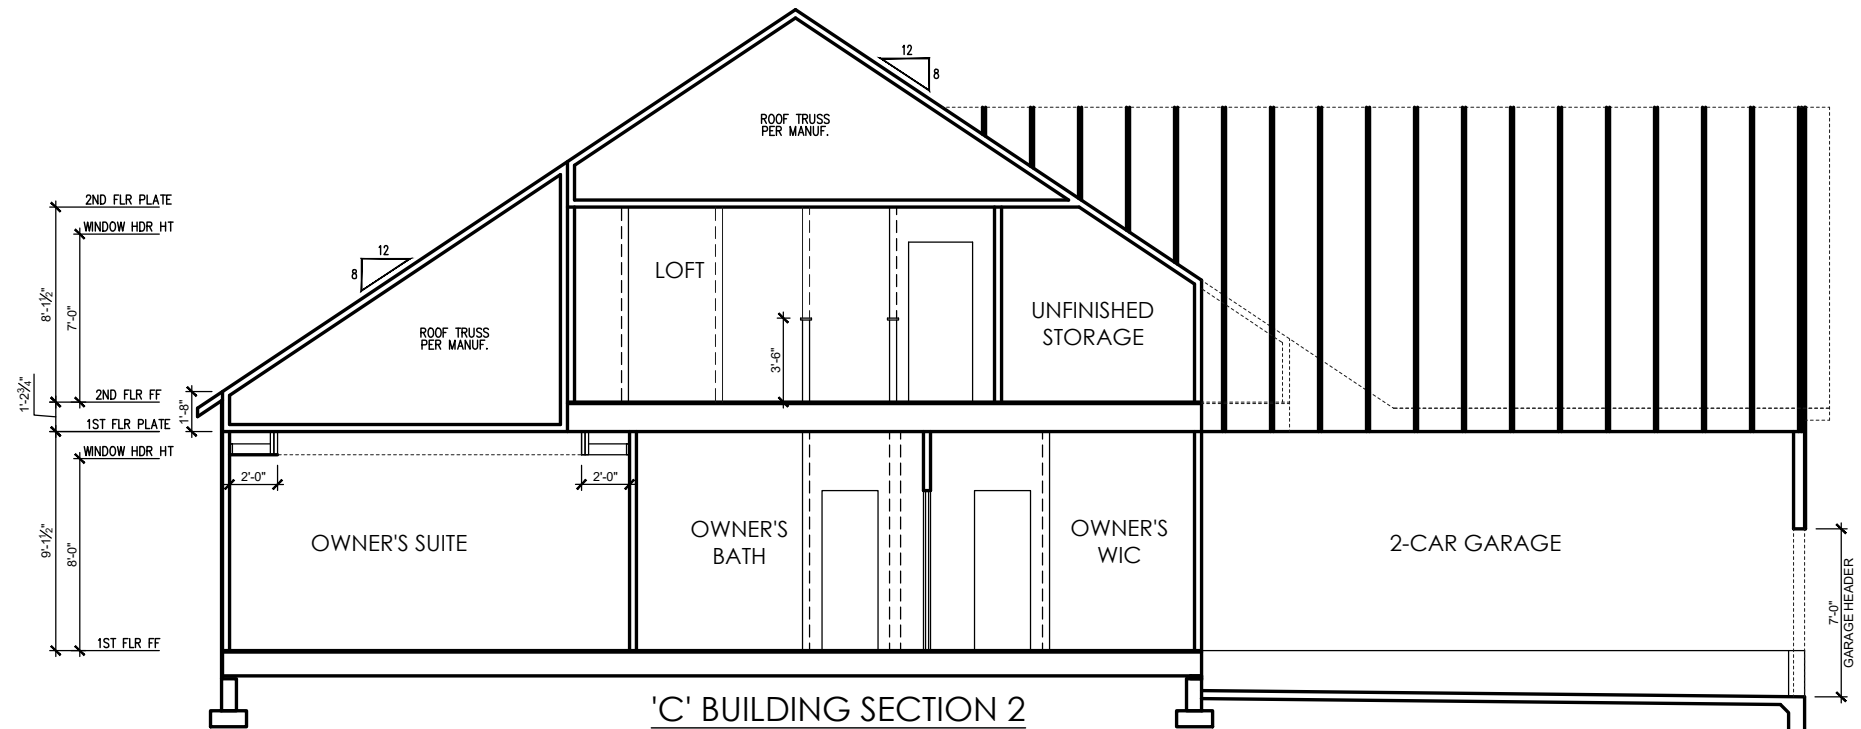 12
8
ROOF TRUSS
PER MANUF.
2ND FLR PLATE
WINDOW HDR HT
12
8
LOFT
8'-1½"
7'-0"
UNFINISHED
STORAGE
ROOF TRUSS
PER MANUF.
3'-6"
1'-2¾"
2ND FLR FF
1'-8"
1ST FLR PLATE
WINDOW HDR HT
2'-0"
2'-0"
9'-1½"
8'-0"
OWNER'S SUITE
OWNER'S
BATH
OWNER'S
WIC
2-CAR GARAGE
7'-0"
GARAGE HEADER
1ST FLR FF
'C' BUILDING SECTION 2